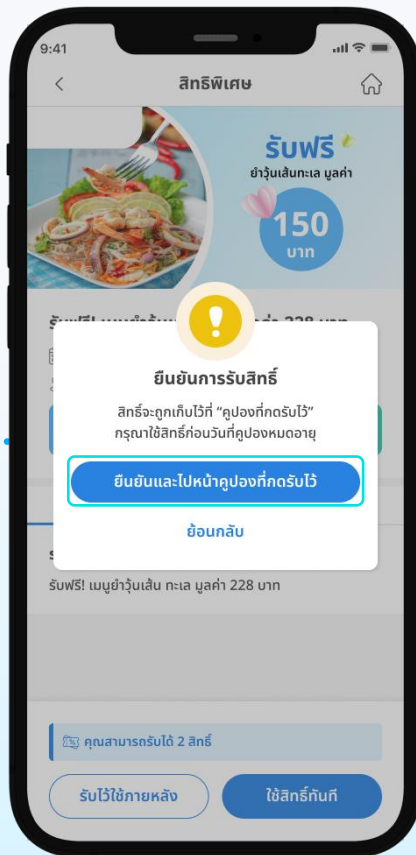 9:41
สิทธิพิเศษ
รับฟรี
ยำวุ้นเส้นทะเล มูลค่า
150
บาท
ยืนยันการรับสิทธิ์
สิทธิ์จะถูกเก็บไว้ที่ “คูปองที่กดรับไว้”
กรุณาใช้สิทธิ์ก่อนวันที่คูปองหมดอายุ
ยืนยันและไปหน้าคูปองที่กดรับไว้
ย้อนกลับ
รับฟรี! เมนูยำวุ้นเส้น ทะเล มูลค่า 228 บาท
คุณสามารถรับได้ 2 สิทธิ์
รับไว้ใช้ภายหลัง
ใช้สิทธิ์ทันที